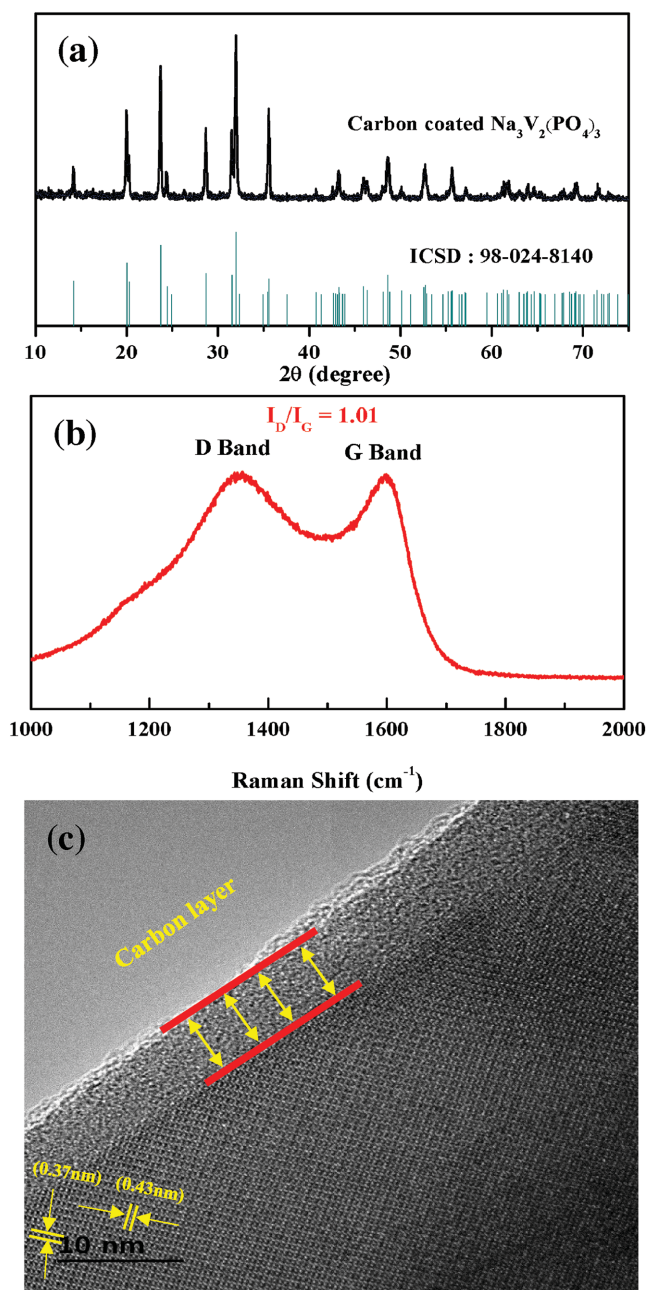 (a)
Carbon coated Na₃V₂(PO₄)₃
ICSD : 98-024-8140
10 20 30 40 50 60 70
2θ (degree)
(b)
I_D/I_G = 1.01
D Band G Band
1000 1200 1400 1600 1800 2000
Raman Shift (cm⁻¹)
(c)
Carbon layer
(0.37nm)
(0.43nm)
10 nm